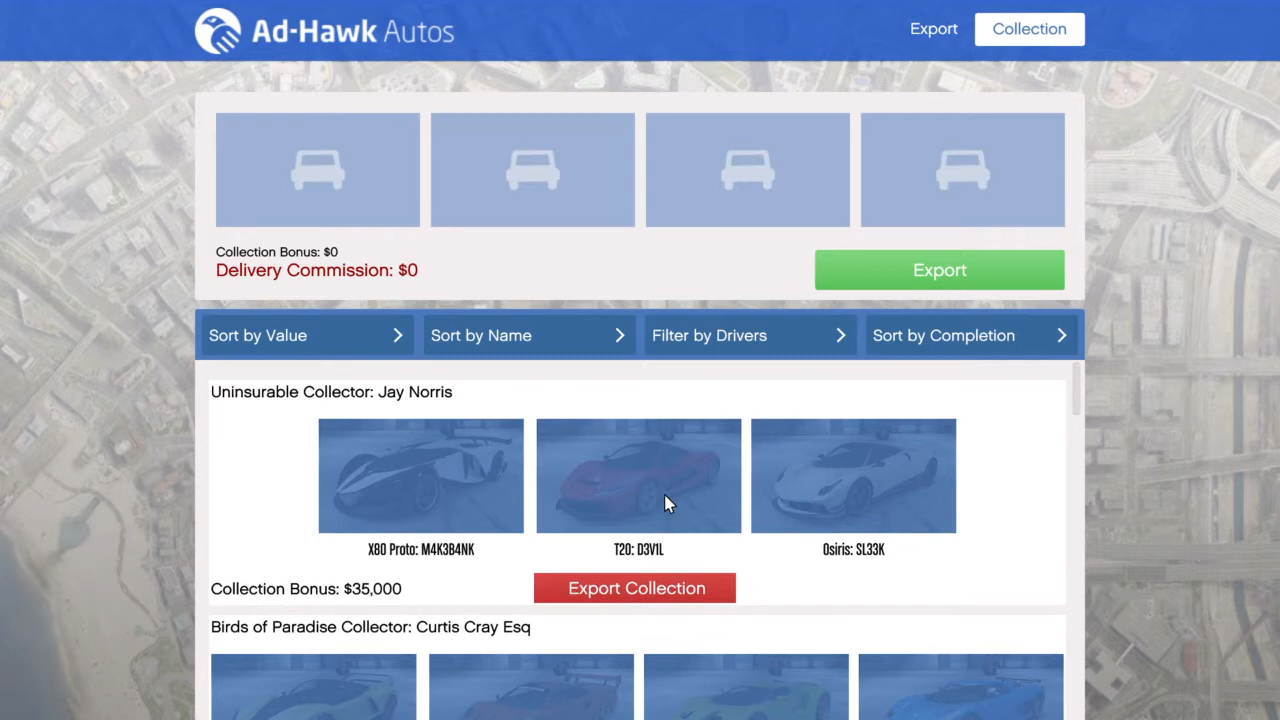 Ad-Hawk Autos
Export
Collection
Collection Bonus: $0
Delivery Commission: $0
Export
Sort by Value
Sort by Name
Filter by Drivers
Sort by Completion
Uninsurable Collector: Jay Norris
X80 Proto: M4K3B4NK
T20: D3V1L
Osiris: SL33K
Collection Bonus: $35,000
Export Collection
Birds of Paradise Collector: Curtis Cray Esq